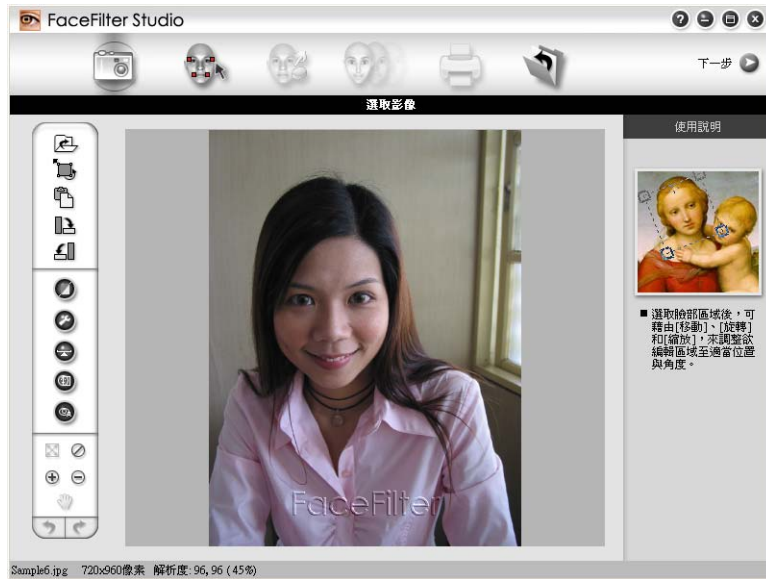 FaceFilter Studio
下一步
選取影像
使用說明
■ 選取臉部區域後，可
藉由[移動]、[旋轉]
和[縮放]，來調整欲
編輯區域至適當位置
與角度。
FaceFilter
Sample6.jpg 720x960像素 解析度: 96, 96 ( 45%)